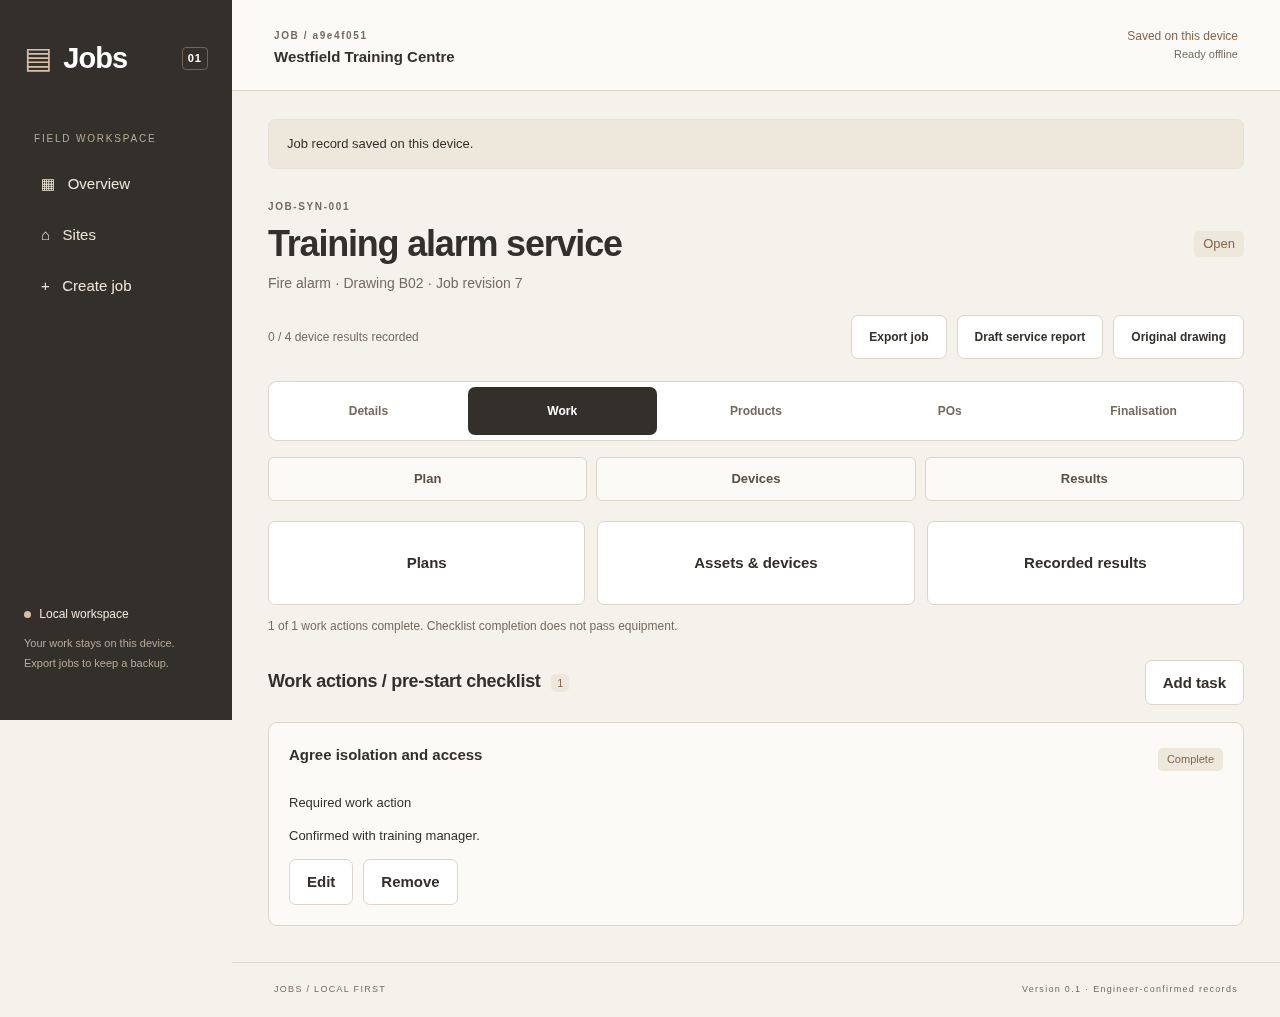 Jobs
01
FIELD WORKSPACE
Overview
Sites
+ Create job
Local workspace
Your work stays on this device.
Export jobs to keep a backup.
JOB / a9e4f051
Westfield Training Centre
Saved on this device
Ready offline
Job record saved on this device.
JOB-SYN-001
Training alarm service
Open
Fire alarm · Drawing B02 · Job revision 7
0 / 4 device results recorded
Export job
Draft service report
Original drawing
Details
Work
Products
POs
Finalisation
Plan
Devices
Results
Plans
Assets & devices
Recorded results
1 of 1 work actions complete. Checklist completion does not pass equipment.
Work actions / pre-start checklist
1
Add task
Agree isolation and access
Complete
Required work action
Confirmed with training manager.
Edit
Remove
JOBS / LOCAL FIRST
Version 0.1 · Engineer-confirmed records